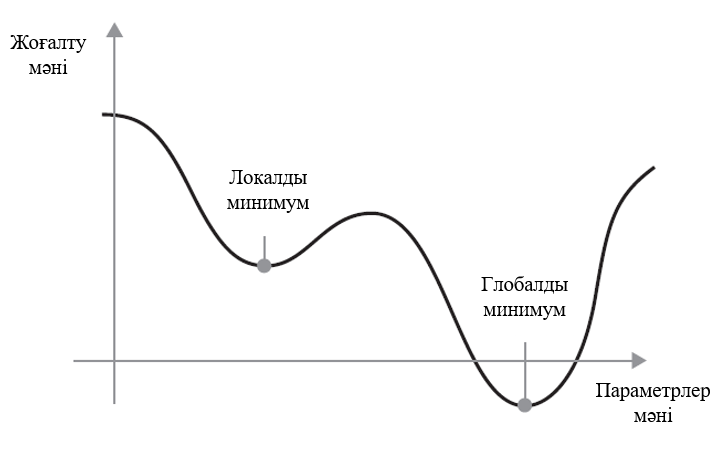 Жоғалту
мәні
Локалды
минимум
Глобалды
минимум
Параметрлер
мәні